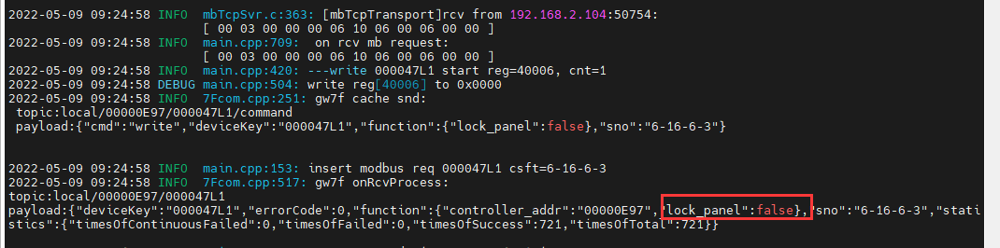 2022-05-09 09:24:58 INFO  mbTcpSvr.c:363: [mbTcpTransport]rcv from 192.168.2.104:50754:
[ 00 03 00 00 00 06 10 06 00 06 00 00 ]
2022-05-09 09:24:58 INFO  main.cpp:709:  on rcv mb request:
[ 00 03 00 00 00 06 10 06 00 06 00 00 ]
2022-05-09 09:24:58 INFO  main.cpp:420: ---write 000047L1 start reg=40006, cnt=1
2022-05-09 09:24:58 DEBUG main.cpp:504: write reg[40006] to 0x0000
2022-05-09 09:24:58 INFO  7Fcom.cpp:251: gw7f cache snd:
topic:local/00000E97/000047L1/command
payload:{"cmd":"write","deviceKey":"000047L1","function":{"lock_panel":false},"sno":"6-16-6-3"}
2022-05-09 09:24:58 INFO  main.cpp:153: insert modbus req 000047L1 csft=6-16-6-3
2022-05-09 09:24:58 INFO  7Fcom.cpp:517: gw7f onRcvProcess:
topic:local/00000E97/000047L1
payload:{"deviceKey":"000047L1","errorCode":0,"function":{"controller_addr":"00000E97","lock_panel":false},"sno":"6-16-6-3","stati
stics":{"timesOfContinuousFailed":0,"timesOfFailed":0,"timesOfSuccess":721,"timesOfTotal":721}}